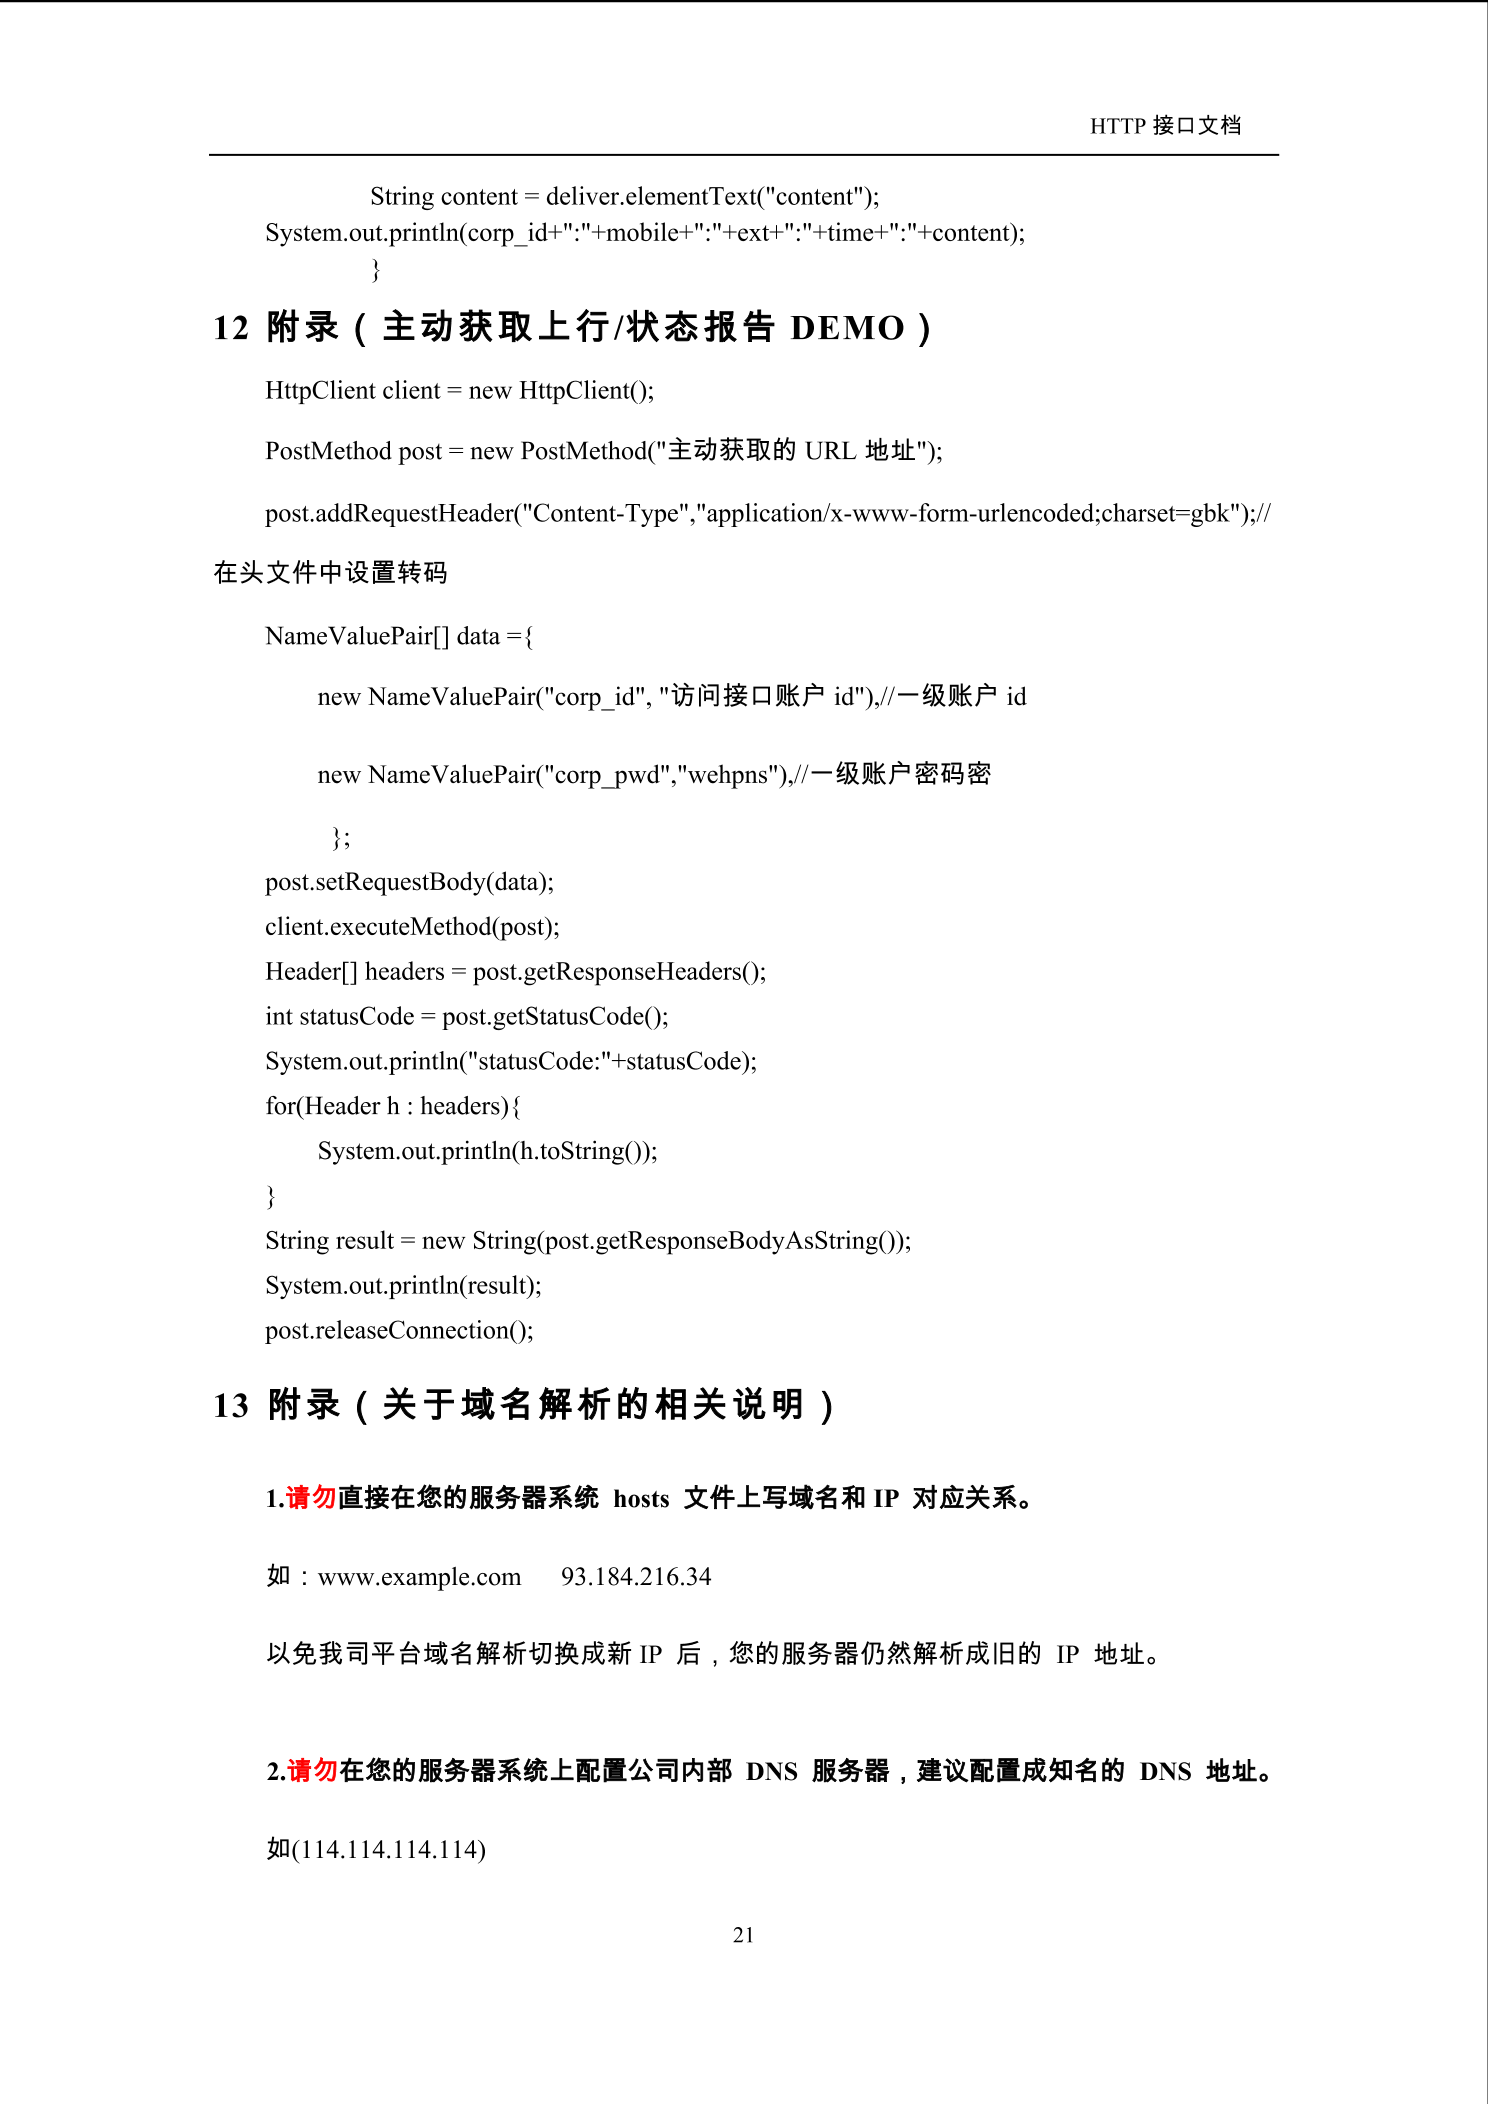 HTTP 接口文档
String content = deliver.elementText("content");
System.out.println(corp_id+":"+mobile+":"+ext+":"+time+":"+content);
}
12 附录（主动获取上行/状态报告 DEMO）
HttpClient client = new HttpClient();
PostMethod post = new PostMethod("主动获取的 URL 地址");
post.addRequestHeader("Content-Type","application/x-www-form-urlencoded;charset=gbk");//
在头文件中设置转码
NameValuePair[] data ={
new NameValuePair("corp_id", "访问接口账户 id"),//一级账户 id
new NameValuePair("corp_pwd","wehpns"),//一级账户密码密
};
post.setRequestBody(data);
client.executeMethod(post);
Header[] headers = post.getResponseHeaders();
int statusCode = post.getStatusCode();
System.out.println("statusCode:"+statusCode);
for(Header h : headers){
System.out.println(h.toString());
}
String result = new String(post.getResponseBodyAsString());
System.out.println(result);
post.releaseConnection();
13 附录（关于域名解析的相关说明）
1.请勿直接在您的服务器系统 hosts 文件上写域名和 IP 对应关系。
如：www.example.com 93.184.216.34
以免我司平台域名解析切换成新 IP 后，您的服务器仍然解析成旧的 IP 地址。
2.请勿在您的服务器系统上配置公司内部 DNS 服务器，建议配置成知名的 DNS 地址。
如(114.114.114.114)
21